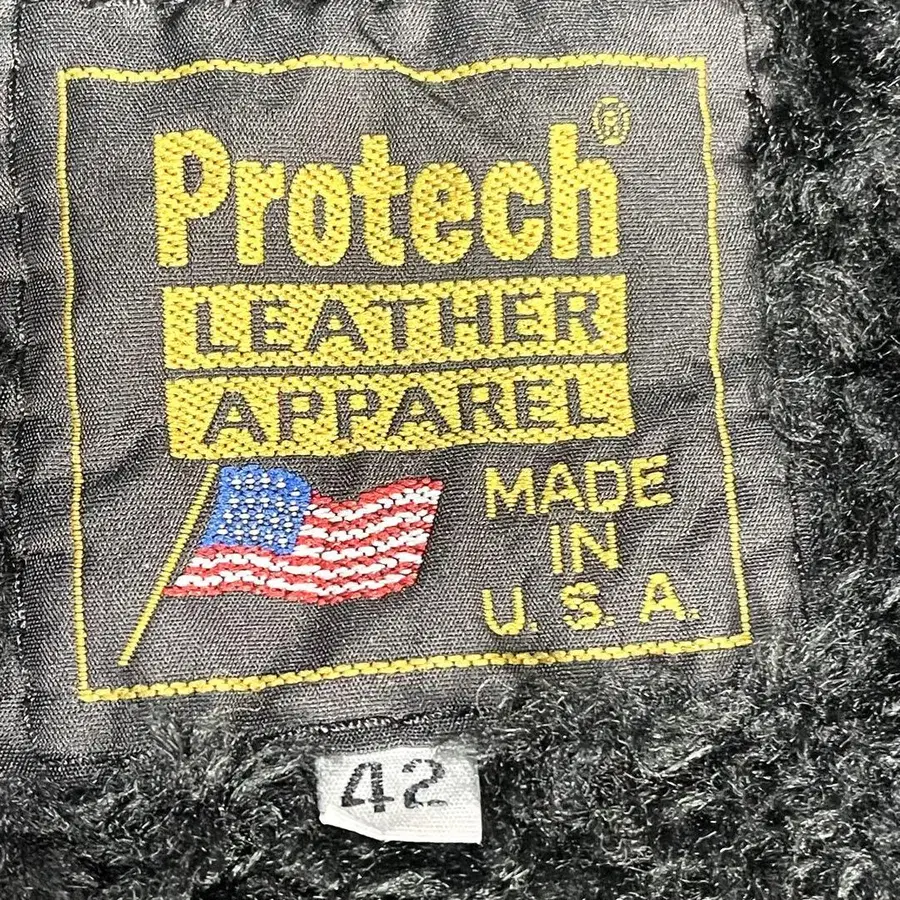 Protech®
LEATHER
APPAREL
MADE
IN
U.S.A.
42